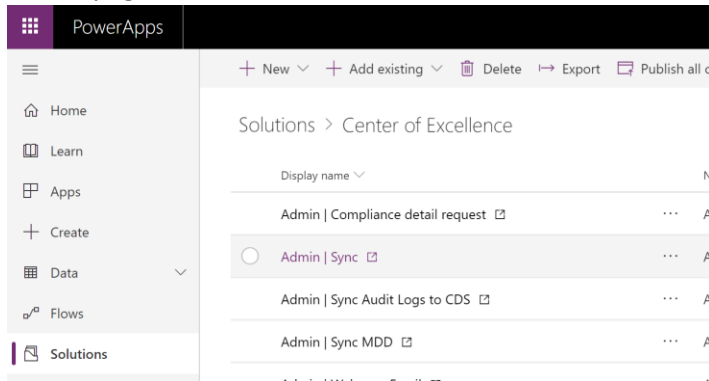 PowerApps
New Add existing Delete Export Publish all
Home
Solutions > Center of Excellence
Learn
Display name
Apps
Admin | Compliance detail request
Create
Admin | Sync
Data
Admin | Sync Audit Logs to CDS
Flows
Admin | Sync MDD
Solutions